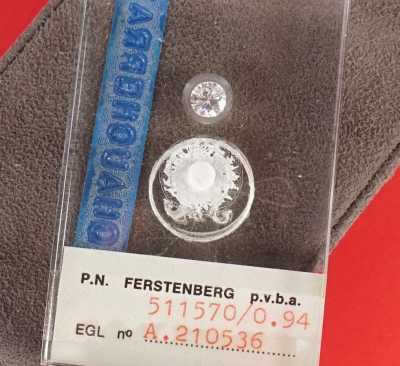 P.N. FERSTENBERG p.v.b.a.
511570/0.94
EGL nº A.210536